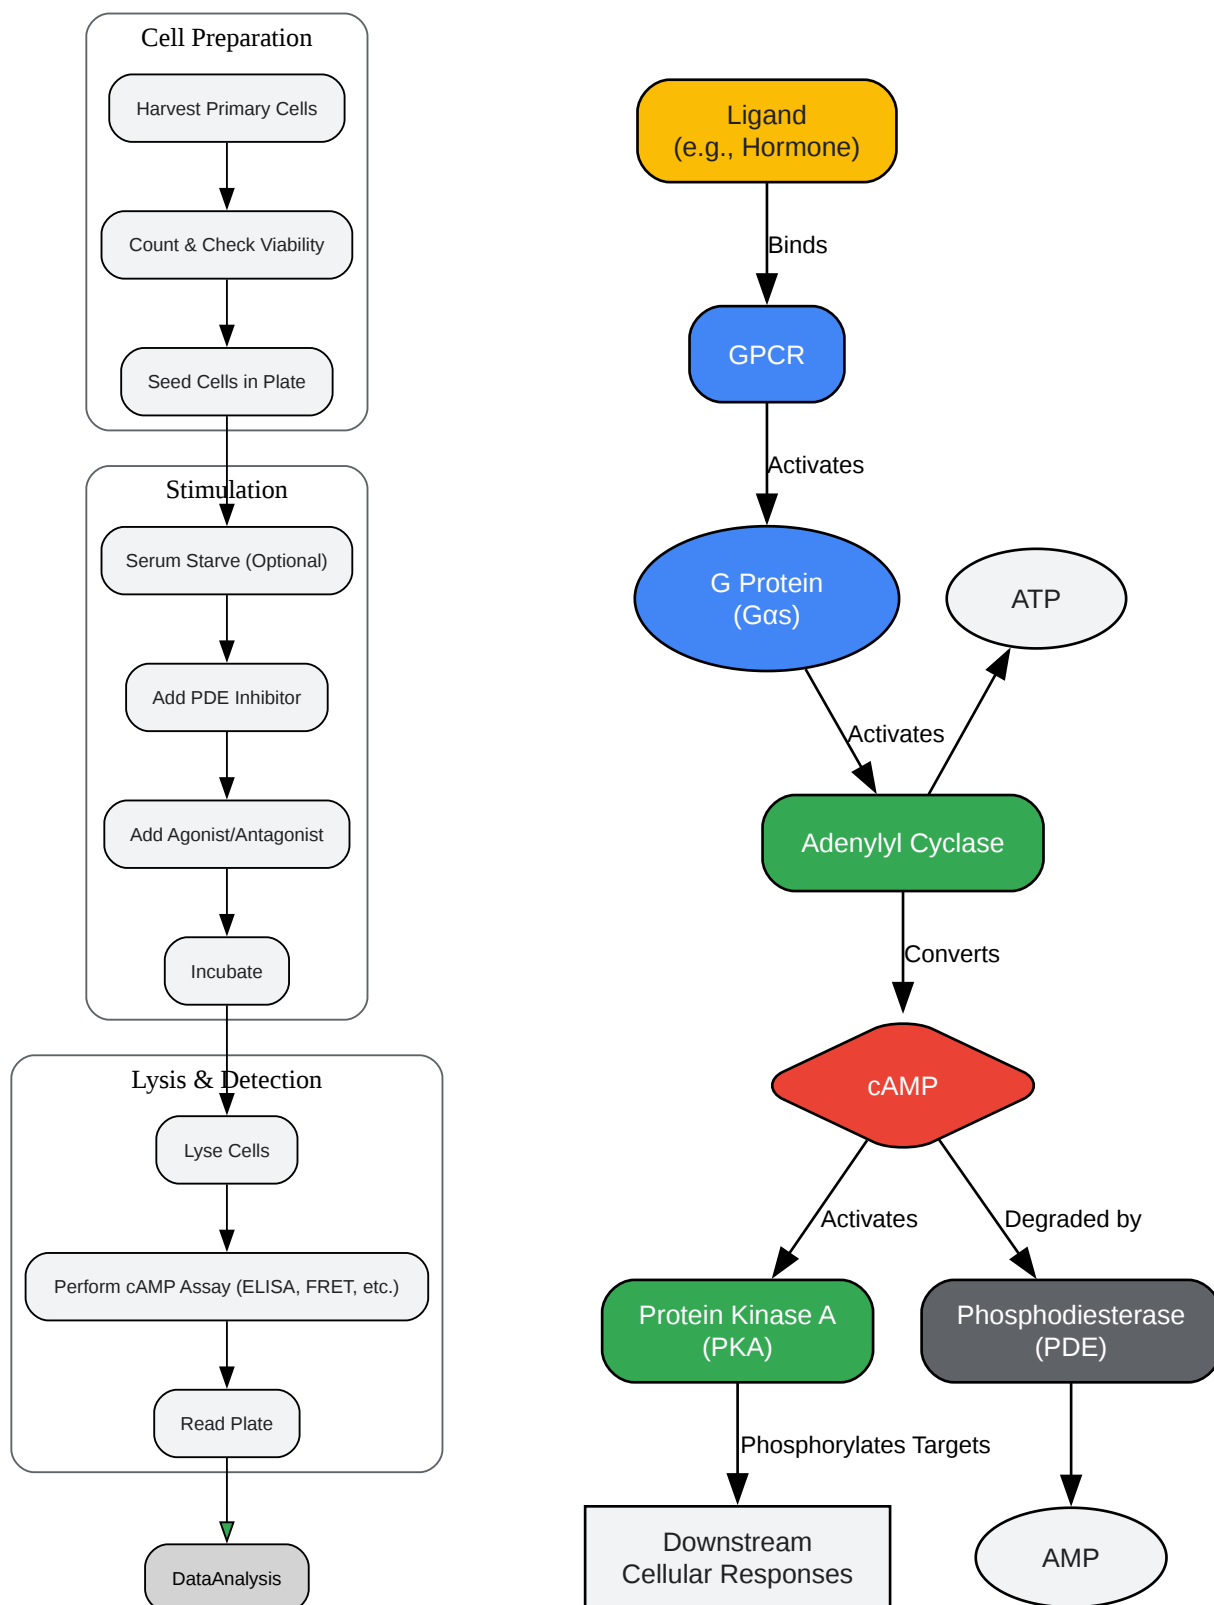 Cell Preparation
Harvest Primary Cells
Count & Check Viability
Seed Cells in Plate
Stimulation
Serum Starve (Optional)
Add PDE Inhibitor
Add Agonist/Antagonist
Incubate
Lysis & Detection
Lyse Cells
Perform cAMP Assay (ELISA, FRET, etc.)
Read Plate
DataAnalysis
Ligand
(e.g., Hormone)
Binds
GPCR
Activates
G Protein
(Gαs)
ATP
Activates
Adenylyl Cyclase
Converts
cAMP
Activates
Degraded by
Protein Kinase A
(PKA)
Phosphodiesterase
(PDE)
Phosphorylates Targets
Downstream
Cellular Responses
AMP